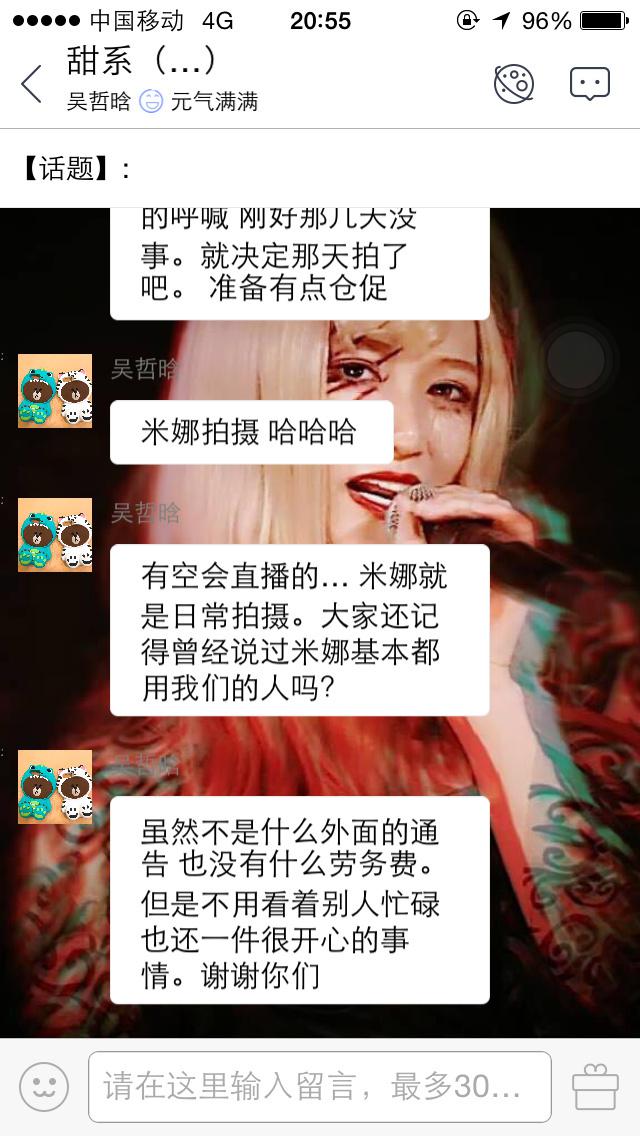 中国移动 4G 20:55 96%
甜系（...）
吴哲晗 元气满满
【话题】:
的呼喊 刚好那几天没
事。就决定那天拍了
吧。 准备有点仓促
吴哲晗
米娜拍摄 哈哈哈
吴哲晗
有空会直播的... 米娜就
是日常拍摄。大家还记
得曾经说过米娜基本都
用我们的人吗？
吴哲晗
虽然不是什么外面的通
告 也没有什么劳务费。
但是不用看着别人忙碌
也还一件很开心的事
情。谢谢你们
请在这里输入留言，最多30...